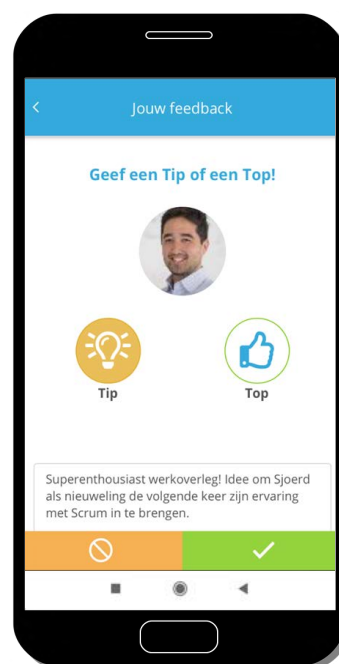 Jouw feedback
Geef een Tip of een Top!
Tip
Top
Superenthousiast werkoverleg! Idee om Sjoerd
als nieuweling de volgende keer zijn ervaring
met Scrum in te brengen.